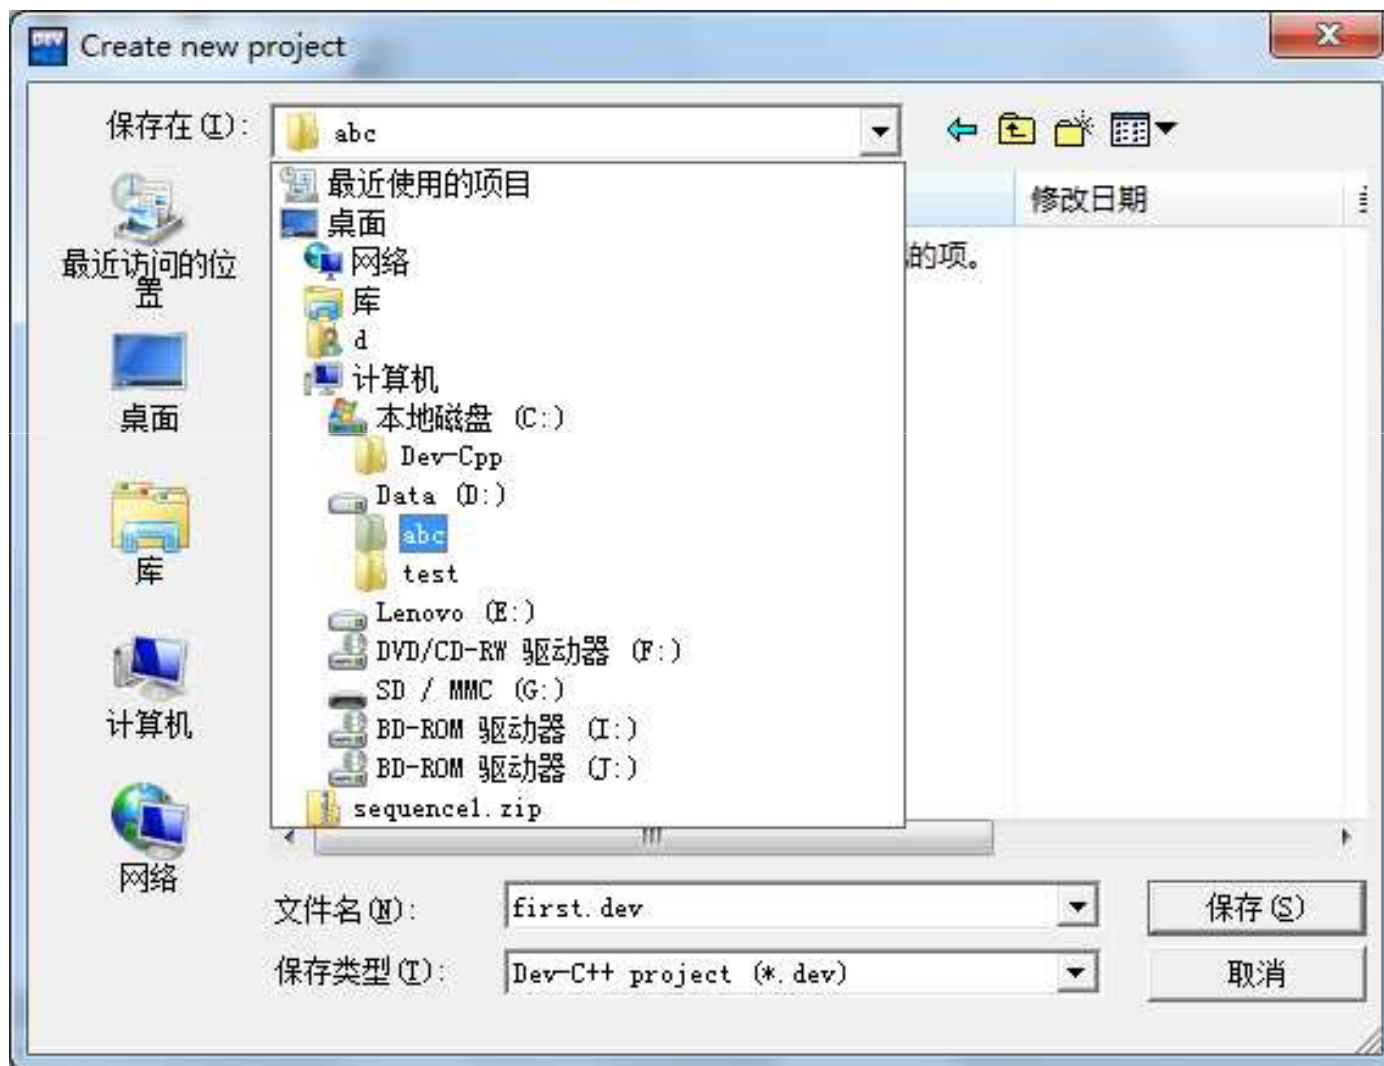 Create new project
保存在(I):
abc
最近使用的项目
桌面
网络
库
d
计算机
本地磁盘 (C:)
Dev-Cpp
Data (D:)
abc
test
Lenovo (E:)
DVD/CD-RW 驱动器 (F:)
SD / MMC (G:)
BD-ROM 驱动器 (I:)
BD-ROM 驱动器 (J:)
sequence1.zip
修改日期
的项。
最近访问的位
置
桌面
库
计算机
网络
文件名(N):
first.dev
保存(S)
保存类型(T):
Dev-C++ project (*.dev)
取消